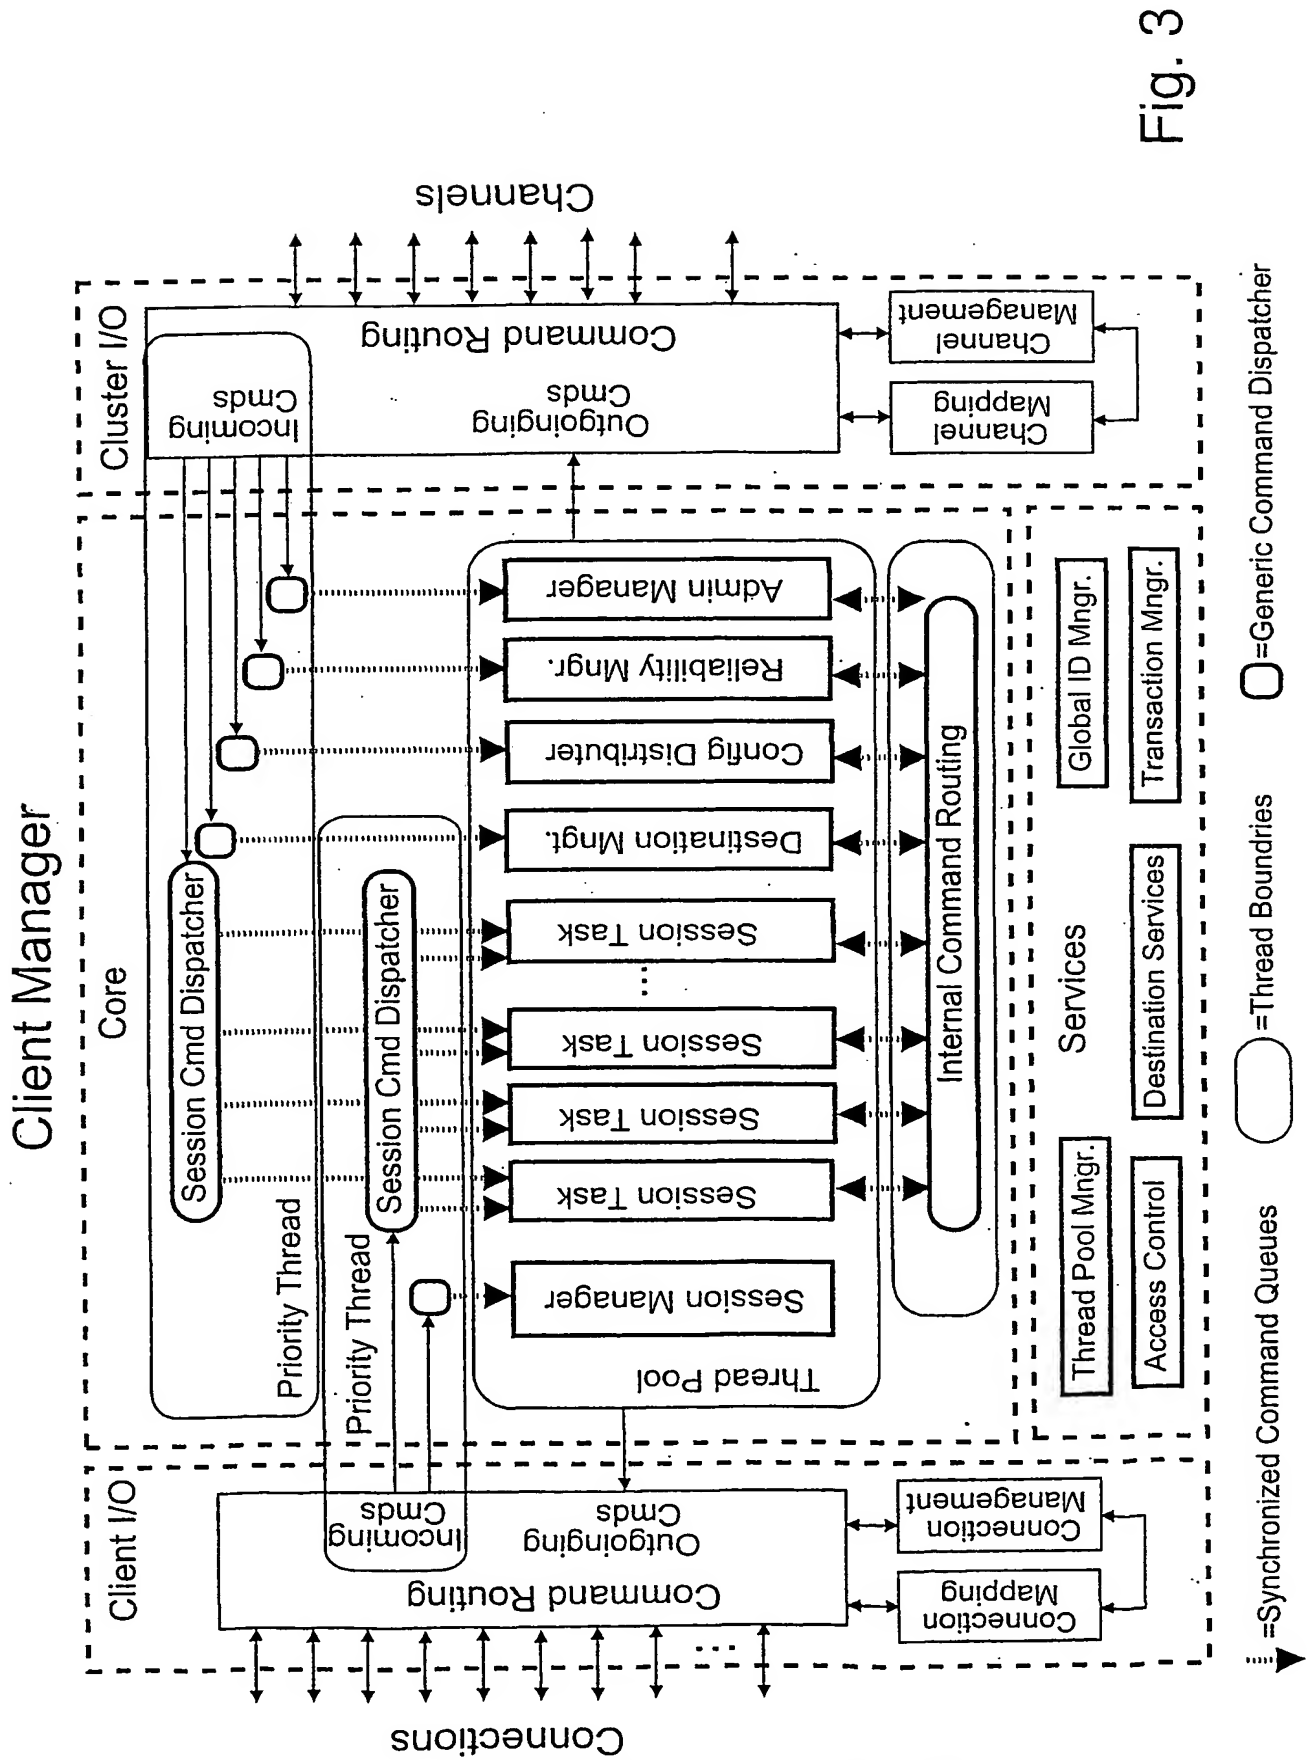 Client Manager
Client I/O
Core
Cluster I/O
Connections
Command Routing
Incoming
Cmds
Outgoinging
Cmds
Connection
Mapping
Connection
Management
Priority Thread
Session Cmd Dispatcher
Priority Thread
Session Cmd Dispatcher
Thread Pool
Session Manager
Session Task
Session Task
Session Task
...
Session Task
Destination Mngt.
Config Distributer
Reliability Mngr.
Admin Manager
Internal Command Routing
Services
Thread Pool Mngr.
Access Control
Destination Services
Global ID Mngr.
Transaction Mngr.
Incoming
Cmds
Outgoinging
Cmds
Command Routing
Channel
Mapping
Channel
Management
Channels
=Synchronized Command Queues
=Thread Boundries
=Generic Command Dispatcher
Fig. 3